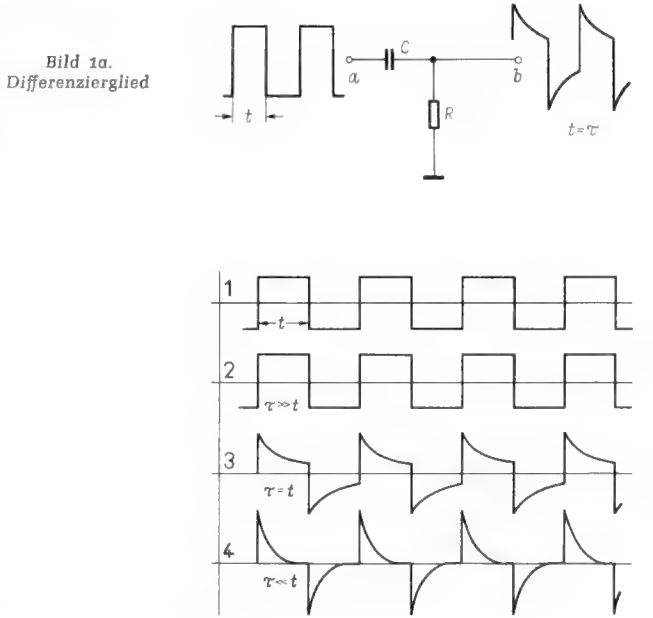 Bild 1a.
Differenzierglied
t
a
C
R
b
t=τ
1
t
2
τ≫t
3
τ=t
4
τ≪t